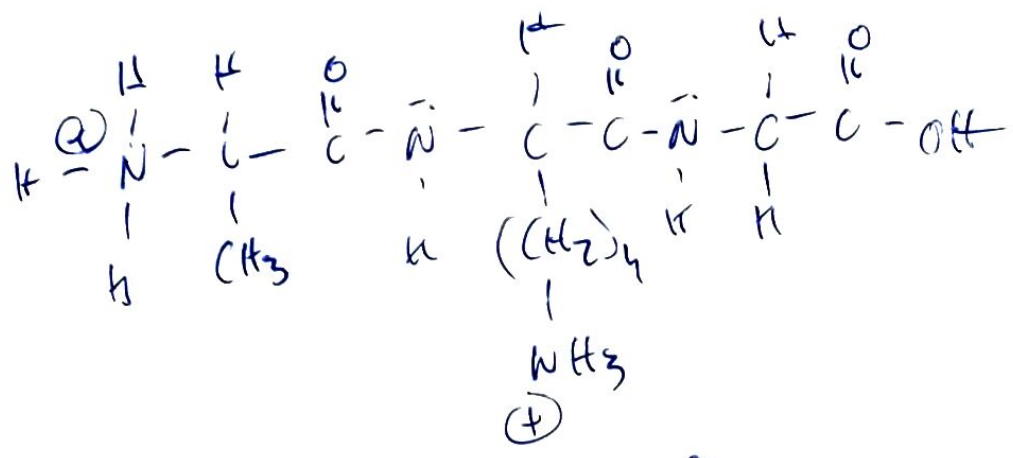 H H O H O H O
⊕
H - N - C - C - N - C - C - N - C - C - OH
H CH3 H (CH2)4 H H
NH3
⊕